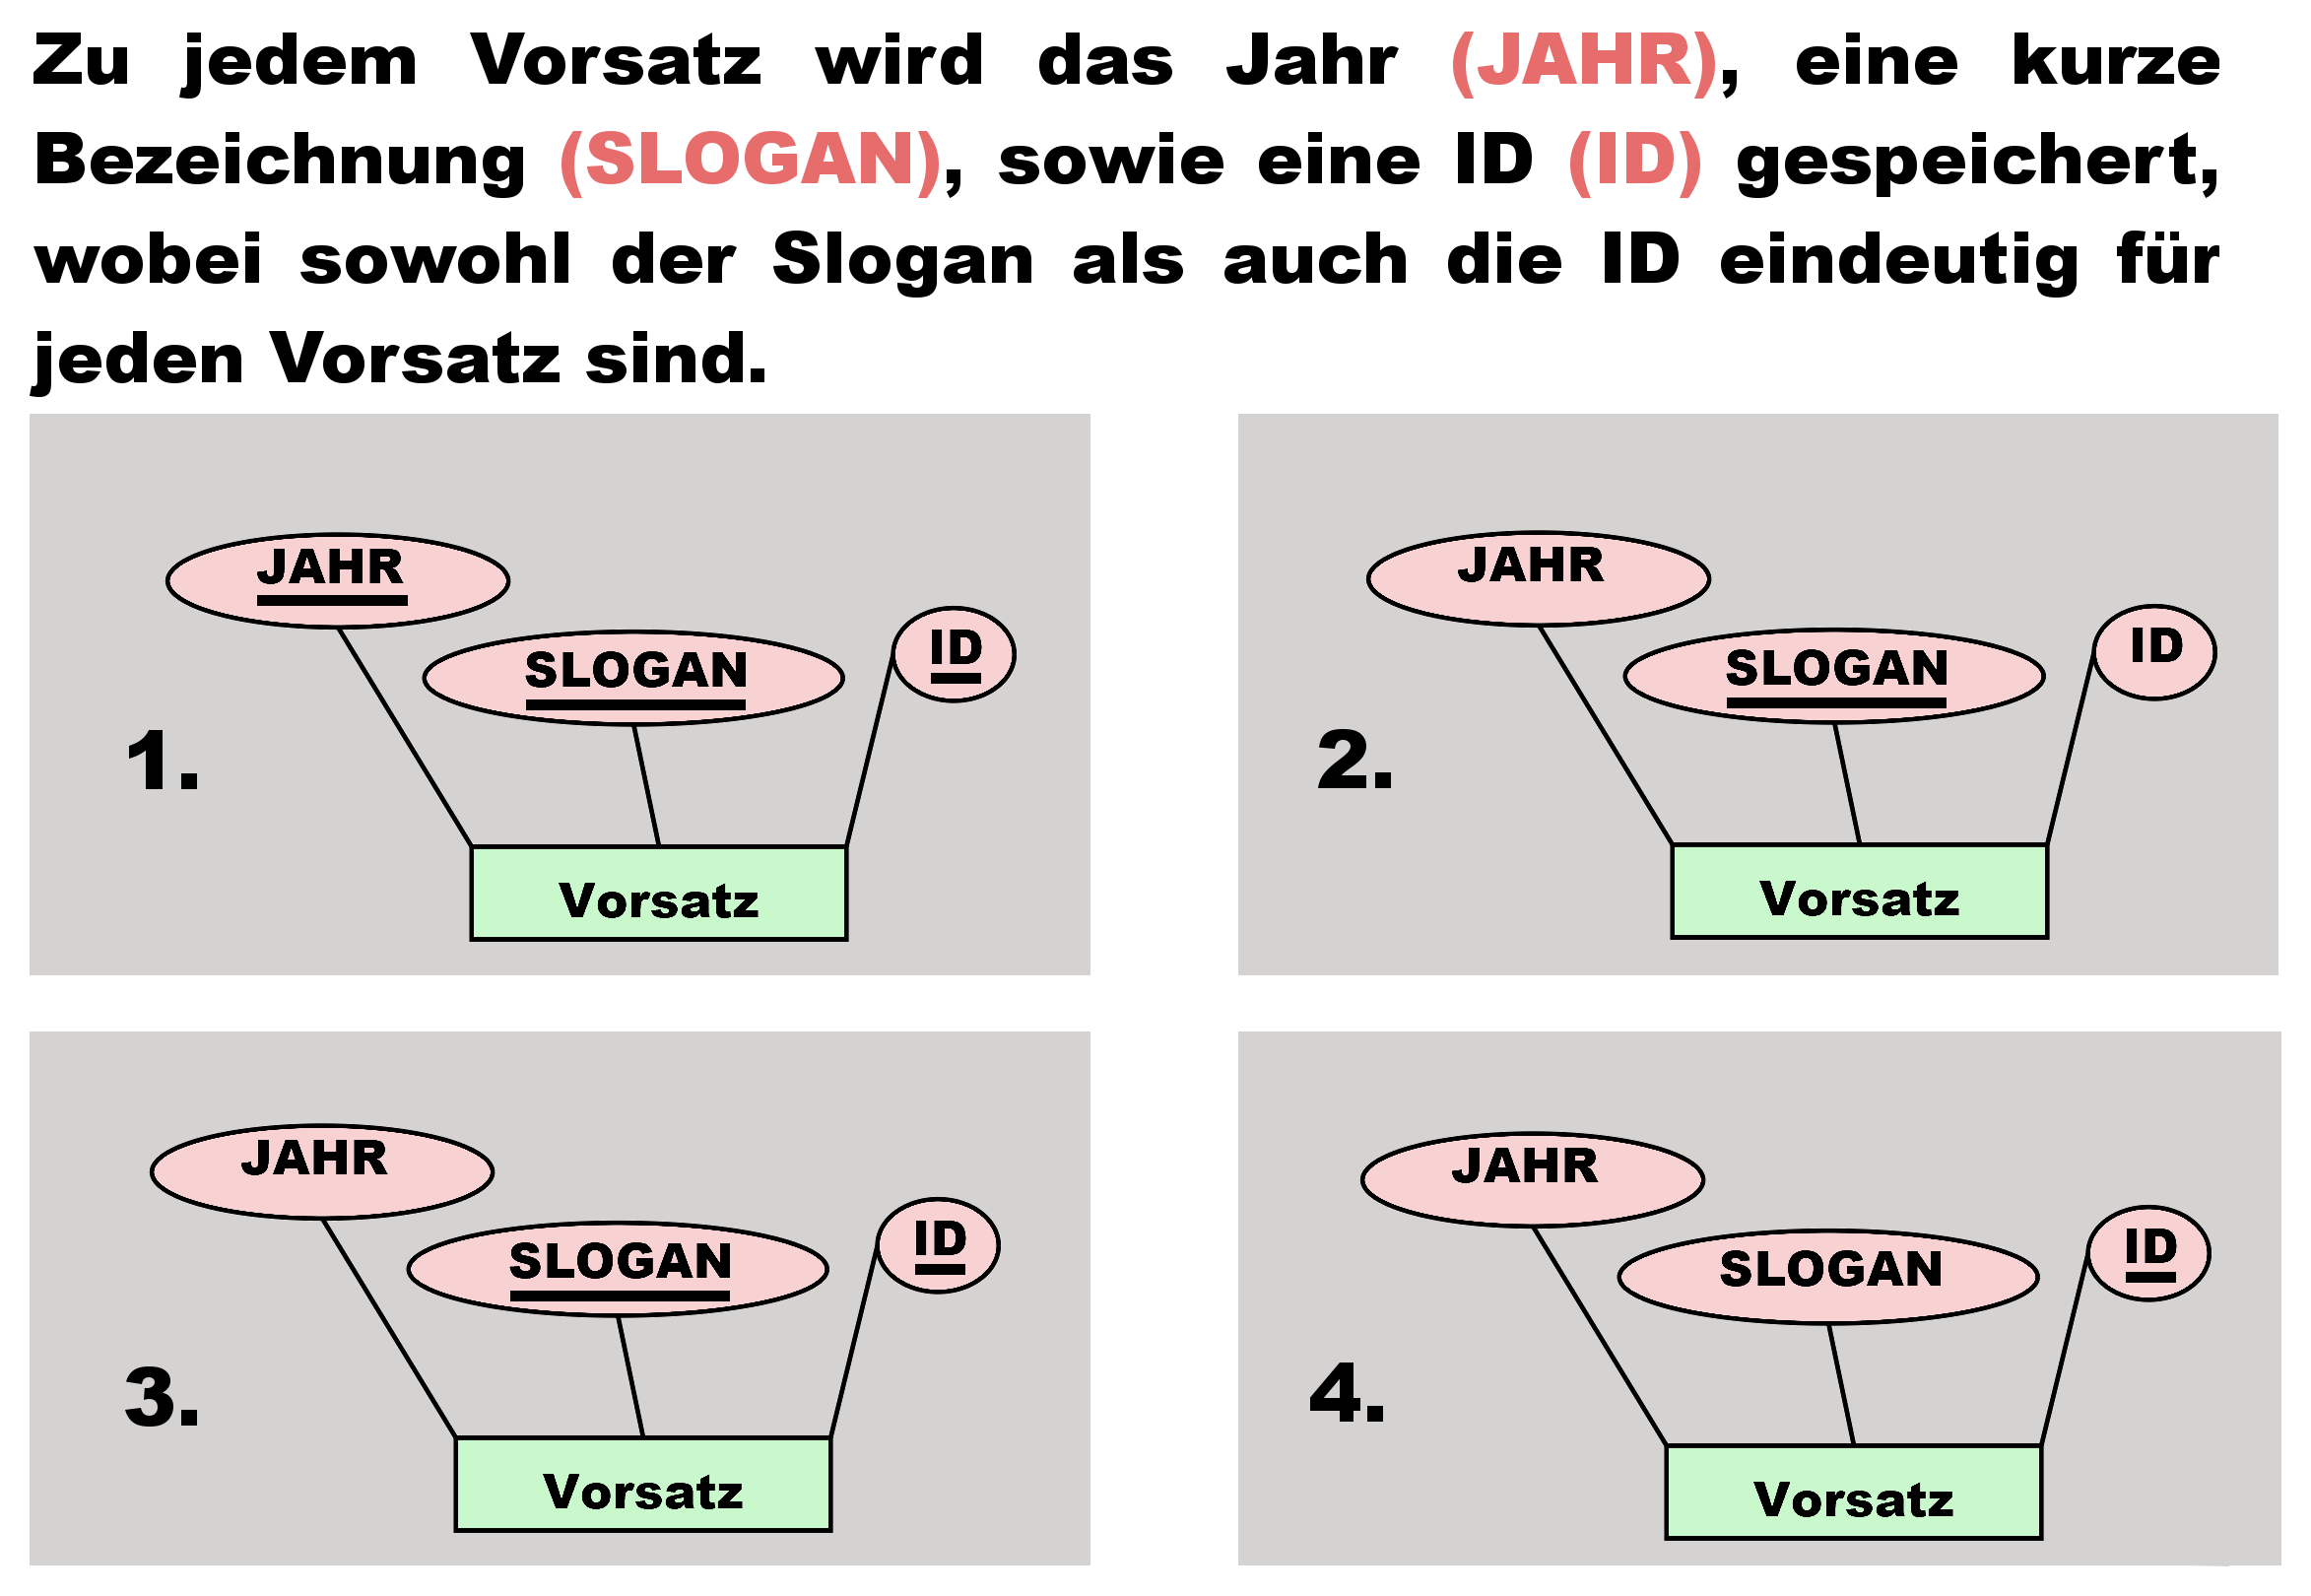 Zu jedem Vorsatz wird das Jahr (JAHR), eine kurze
Bezeichnung (SLOGAN), sowie eine ID (ID) gespeichert,
wobei sowohl der Slogan als auch die ID eindeutig für
jeden Vorsatz sind.
1.
JAHR
SLOGAN
ID
Vorsatz
2.
JAHR
SLOGAN
ID
Vorsatz
3.
JAHR
SLOGAN
ID
Vorsatz
4.
JAHR
SLOGAN
ID
Vorsatz